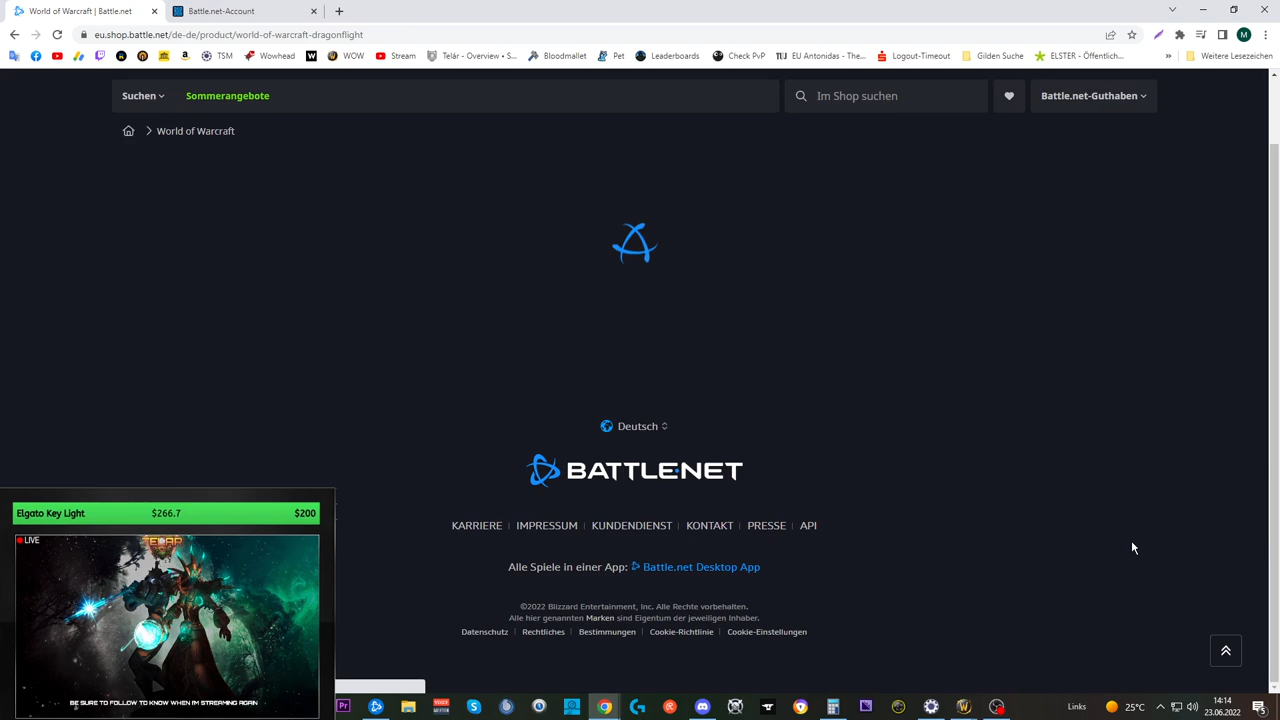 World of Warcraft | Battle.net
Battle.net-Account
eu.shop.battle.net/de-de/product/world-of-warcraft-dragonflight
M
TSM
Wowhead
WOW
Stream
Telár - Overview • S...
Bloodmallet
Pet
Leaderboards
Check PvP
EU Antonidas - The...
Logout-Timeout
Gilden Suche
ELSTER - Öffentlich...
»
Weitere Lesezeichen
Suchen
Sommerangebote
Im Shop suchen
Battle.net-Guthaben
World of Warcraft
Deutsch
BATTLE.NET
KARRIERE | IMPRESSUM | KUNDENDIENST | KONTAKT | PRESSE | API
Alle Spiele in einer App: Battle.net Desktop App
©2022 Blizzard Entertainment, Inc. Alle Rechte vorbehalten.
Alle hier genannten Marken sind Eigentum der jeweiligen Inhaber.
Datenschutz | Rechtliches | Bestimmungen | Cookie-Richtlinie | Cookie-Einstellungen
Elgato Key Light $266.7 $200
LIVE
TELAR
BE SURE TO FOLLOW TO KNOW WHEN I'M STREAMING AGAIN
Pr
Links
25°C
14:14
23.06.2022